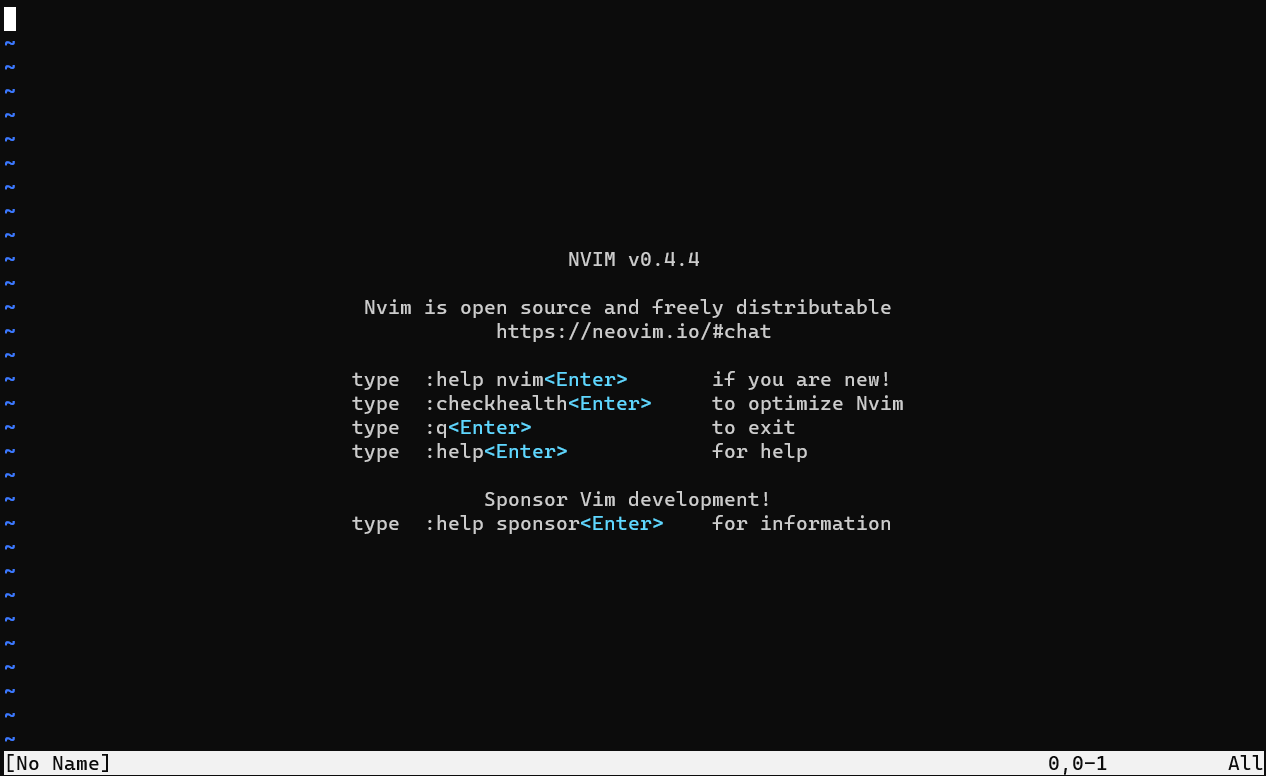 ~
~
~
~
~
~
~
~
~
~ NVIM v0.4.4
~
~ Nvim is open source and freely distributable
~ https://neovim.io/#chat
~
~ type  :help nvim<Enter>       if you are new!
~ type  :checkhealth<Enter>     to optimize Nvim
~ type  :q<Enter>               to exit
~ type  :help<Enter>            for help
~
~ Sponsor Vim development!
~ type  :help sponsor<Enter>    for information
~
~
~
~
~
~
~
~
~
[No Name] 0,0-1 All